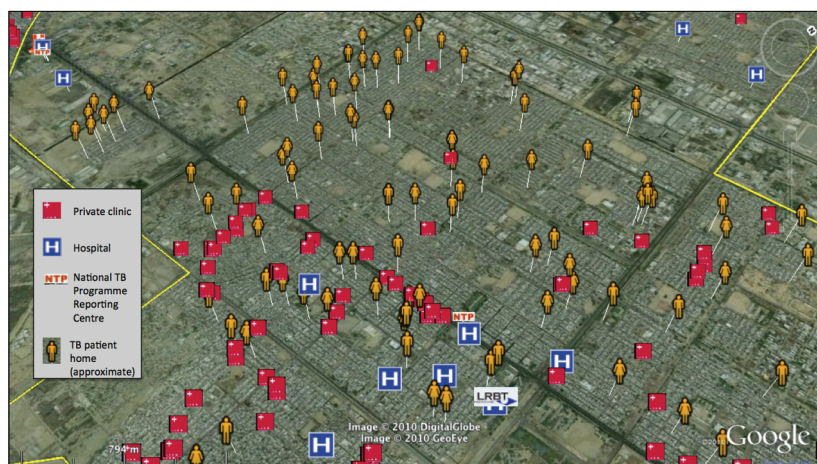 H
NTP
H
H
H
Private clinic
H
Hospital
NTP
National TB
Programme
Reporting
Centre
TB patient
home
(approximate)
H
NTP
H
H
H
H
LRBT
H
H
Image © 2010 DigitalGlobe
Image © 2010 GeoEye
794 m
Google